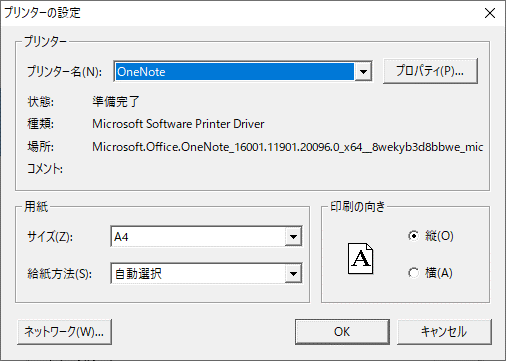 プリンターの設定
プリンター
プリンター名(N): OneNote プロパティ(P)...
状態: 準備完了
種類: Microsoft Software Printer Driver
場所: Microsoft.Office.OneNote_16001.11901.20096.0_x64__8wekyb3d8bbwe_mic
コメント:
用紙
サイズ(Z): A4
給紙方法(S): 自動選択
印刷の向き
A
縦(O)
横(A)
ネットワーク(W)... OK キャンセル